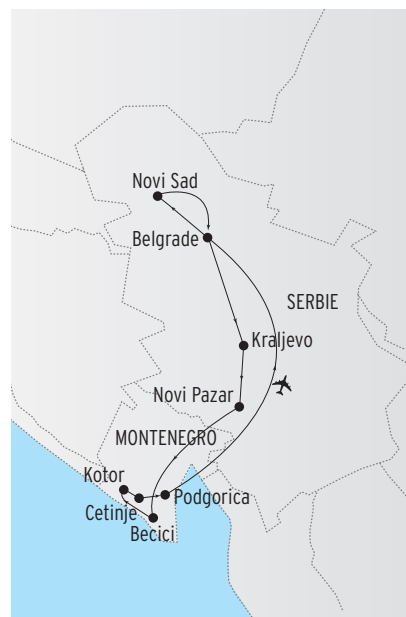 Novi Sad
Belgrade
SERBIE
Kraljevo
Novi Pazar
MONTENEGRO
Kotor
Podgorica
Cetinje
Becici